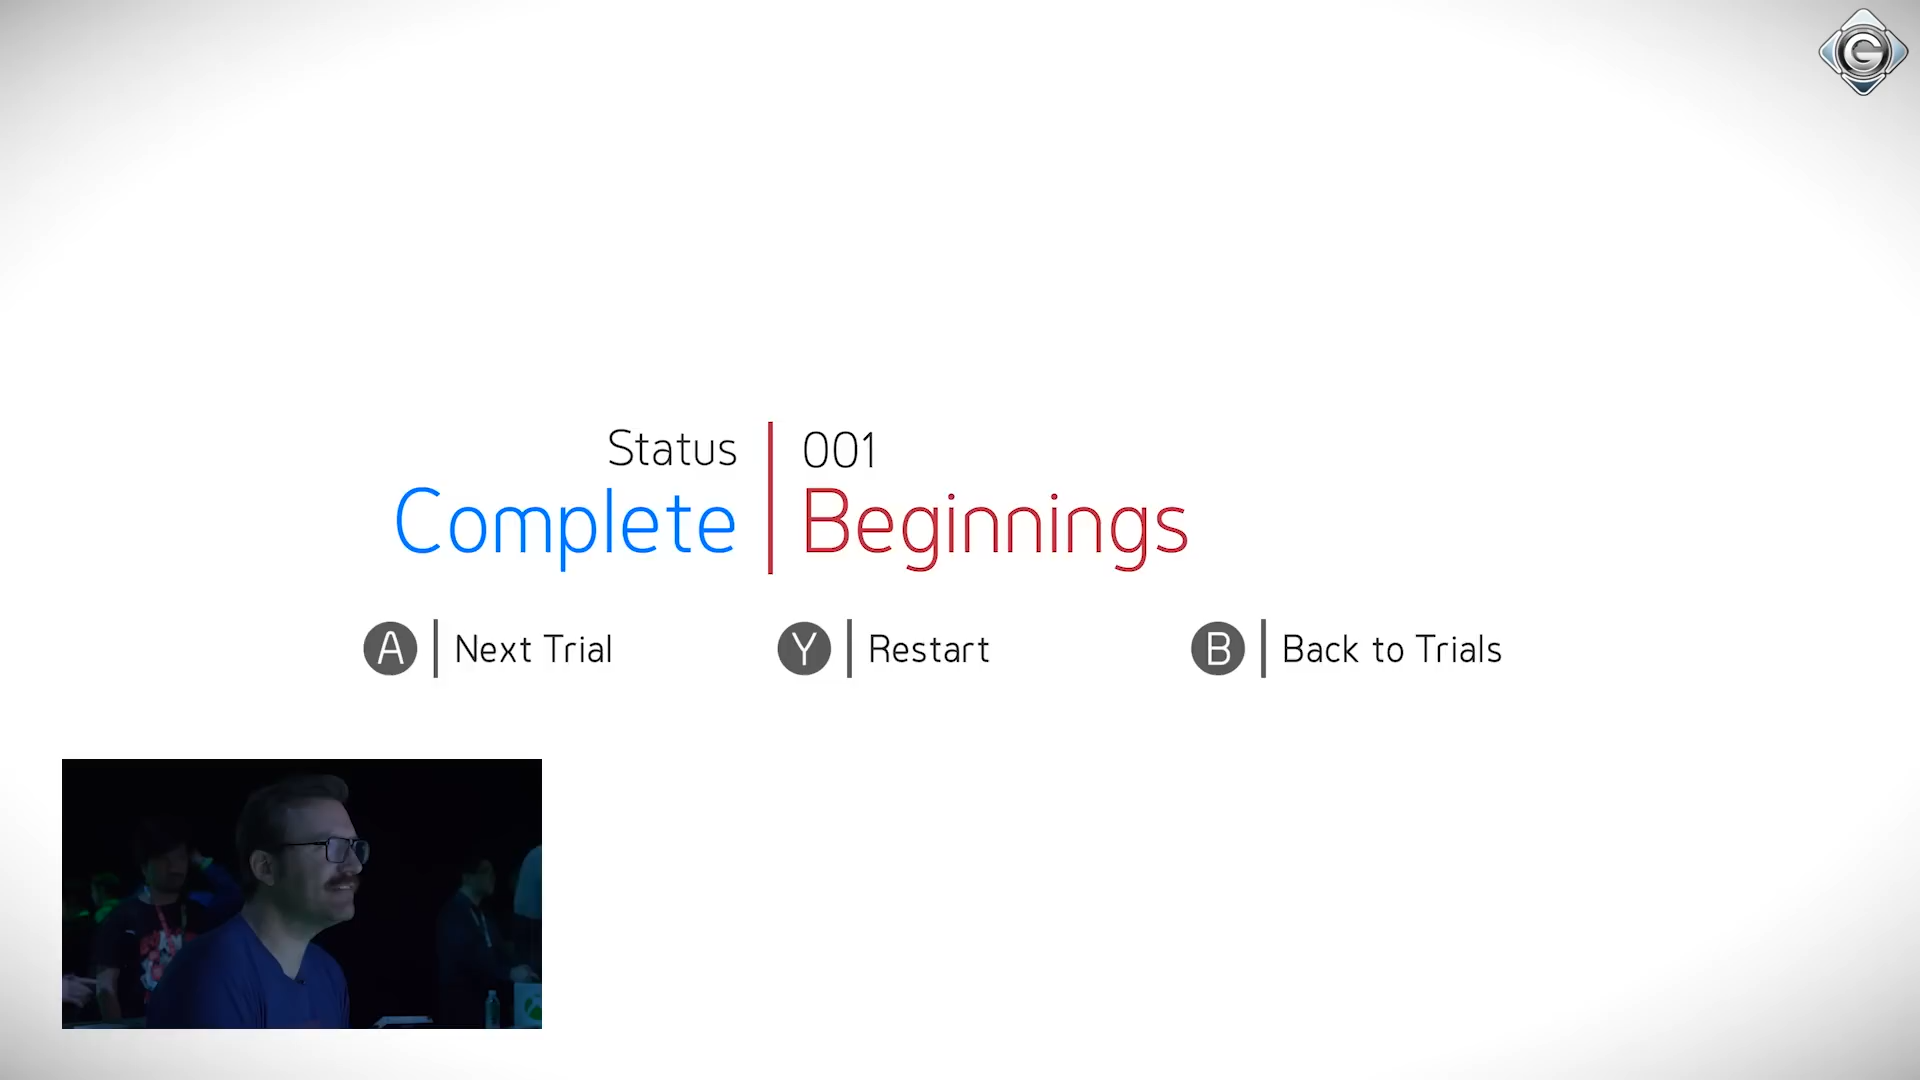 G
Status
Complete
001
Beginnings
A Next Trial
Y Restart
B Back to Trials